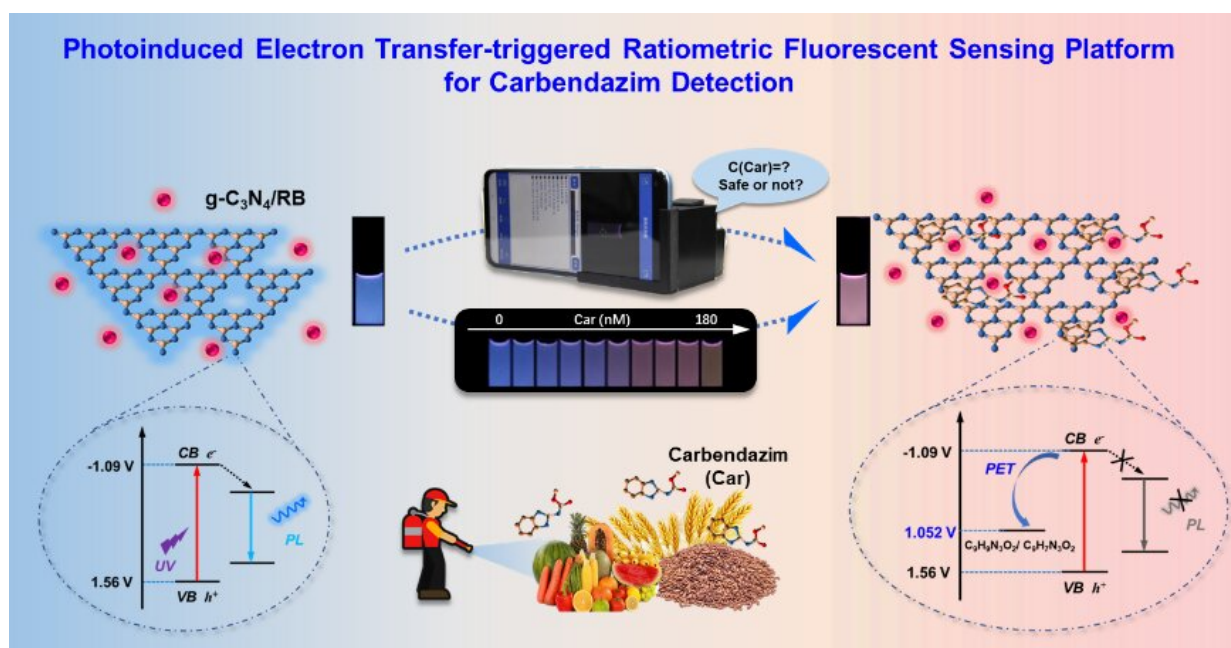 Photoinduced Electron Transfer-triggered Ratiometric Fluorescent Sensing Platform
for Carbendazim Detection
g-C₃N₄/RB
C(Car)=?
Safe or not?
0 Car (nM) 180
-1.09 V
CB e⁻
UV
PL
1.56 V
VB h⁺
Carbendazim
(Car)
-1.09 V
CB e⁻
PET
PL
1.052 V
C₉H₉N₃O₂/ C₉H₇N₃O₂
1.56 V
VB h⁺